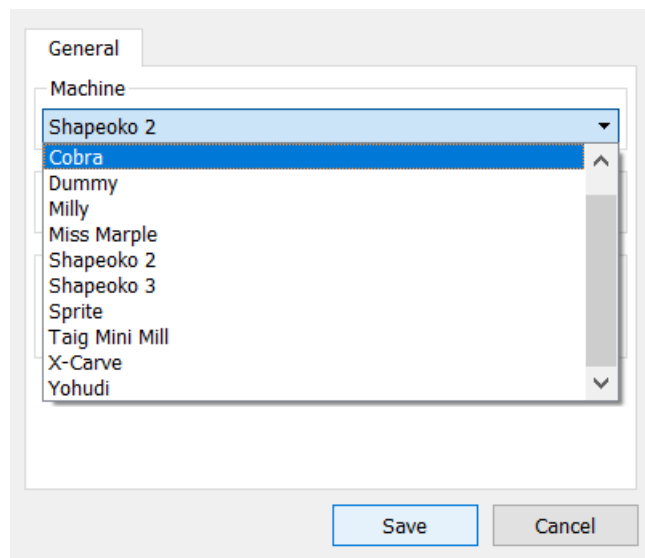 General
Machine
Shapeoko 2
Cobra
Dummy
Milly
Miss Marple
Shapeoko 2
Shapeoko 3
Sprite
Taig Mini Mill
X-Carve
Yohudi
Save
Cancel